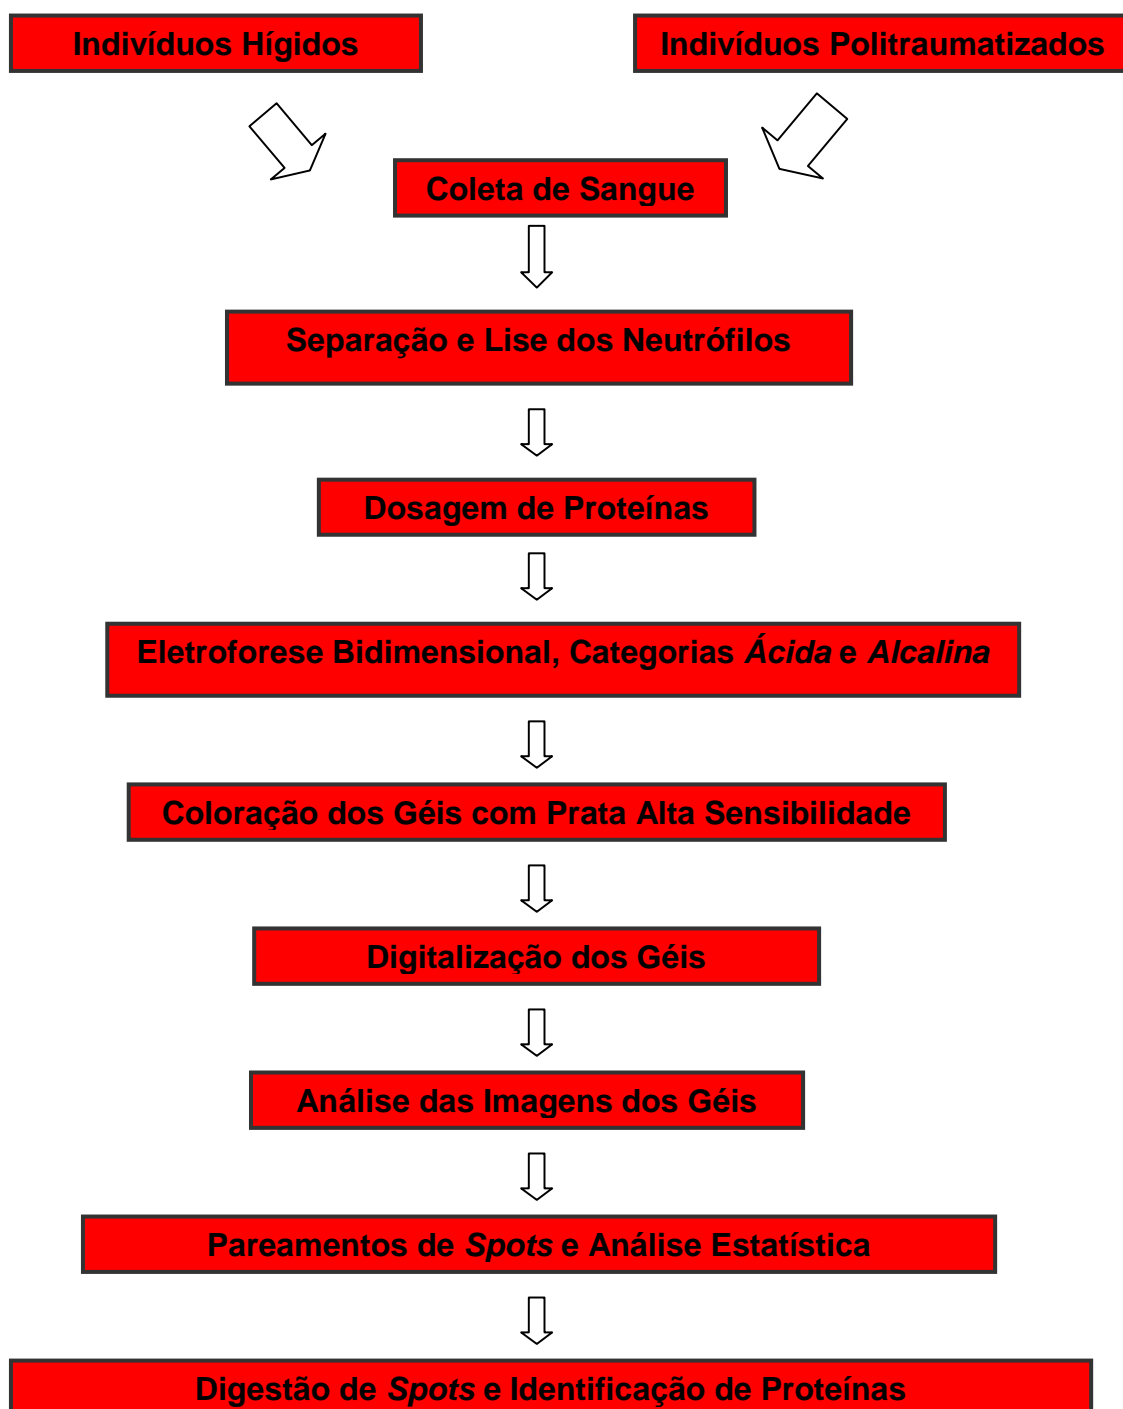 Indivíduos Hígidos
Indivíduos Politraumatizados
Coleta de Sangue
Separação e Lise dos Neutrófilos
Dosagem de Proteínas
Eletroforese Bidimensional, Categorias Ácida e Alcalina
Coloração dos Géis com Prata Alta Sensibilidade
Digitalização dos Géis
Análise das Imagens dos Géis
Pareamentos de Spots e Análise Estatística
Digestão de Spots e Identificação de Proteínas